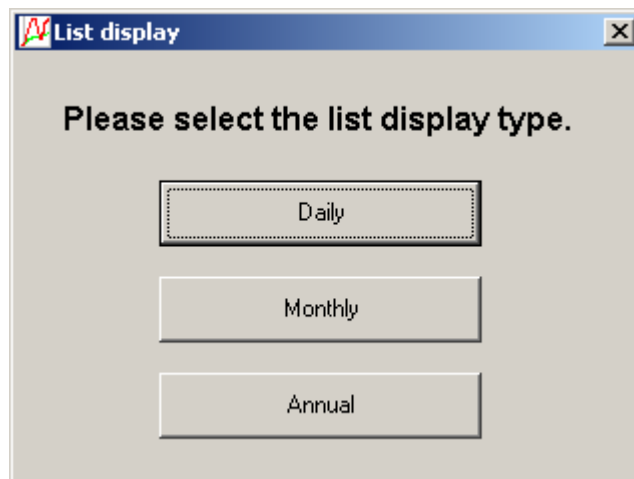 List display
Please select the list display type.
Daily
Monthly
Annual